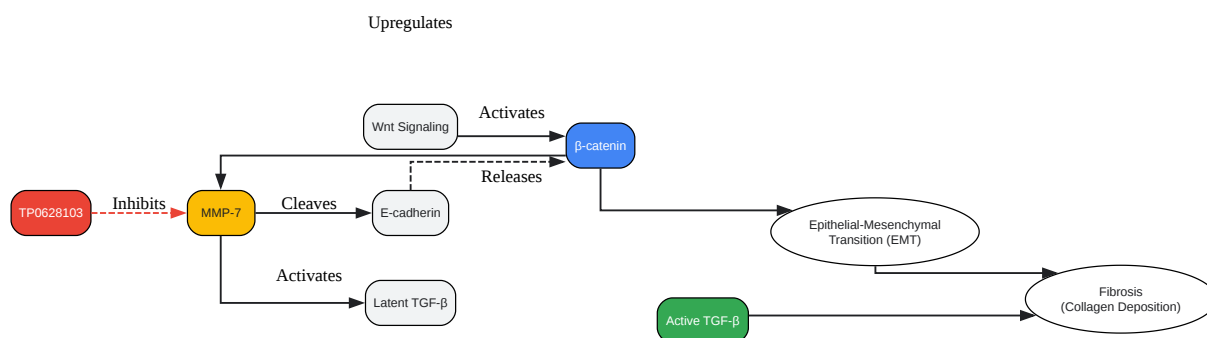 Upregulates
Activates
Wnt Signaling
β-catenin
Releases
TP0628103
Inhibits
MMP-7
Cleaves
E-cadherin
Epithelial-Mesenchymal
Transition (EMT)
Activates
Latent TGF-β
Active TGF-β
Fibrosis
(Collagen Deposition)